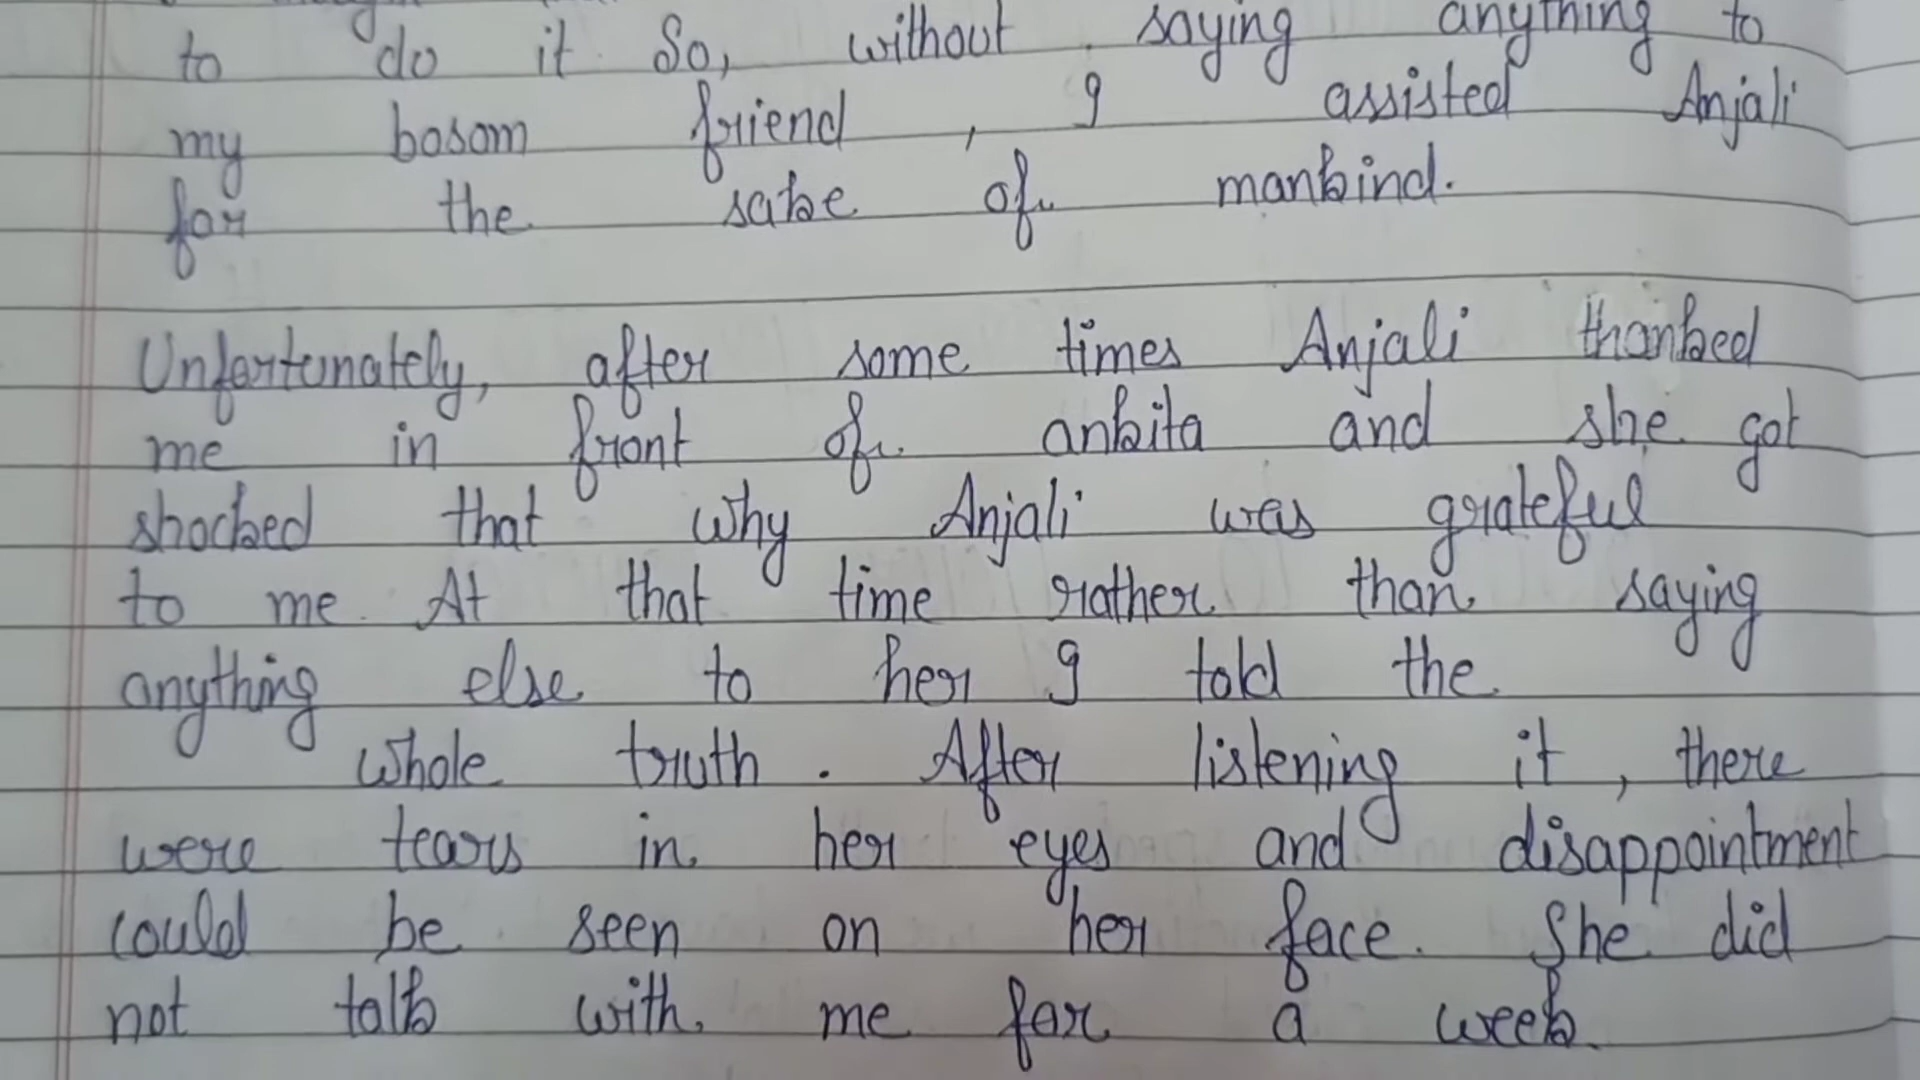 to do it So, without saying anything to
my bosom friend, I assisted Anjali
for the sake of mankind.
Unfortunately, after some times Anjali thanked
me in front of ankita and she got
shocked that why Anjali was grateful
to me. At that time rather than saying
anything else to her I told the
whole truth. After listening it, there
were tears in her eyes and disappointment
could be seen on her face. She did
not talk with me for a week.